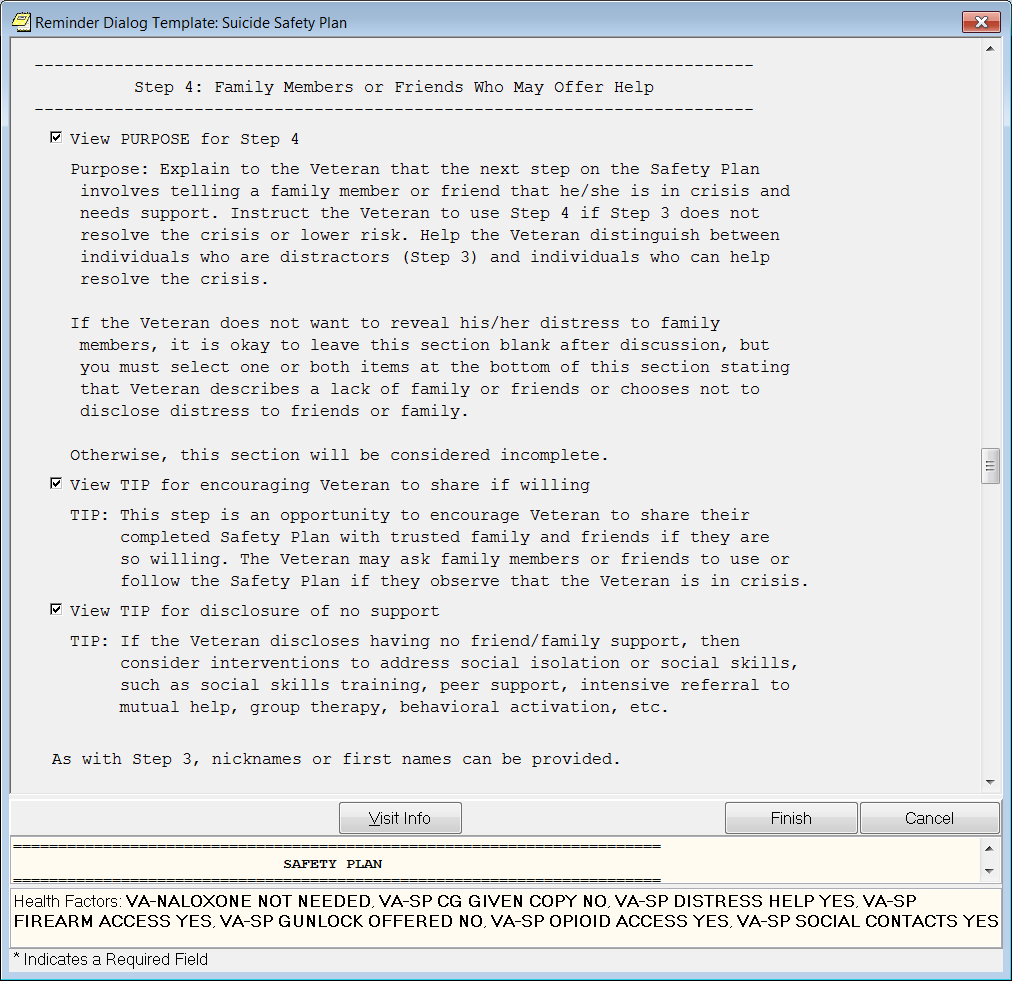 Reminder Dialog Template: Suicide Safety Plan
------------------------------------------------------------------------
Step 4: Family Members or Friends Who May Offer Help
------------------------------------------------------------------------
View PURPOSE for Step 4
Purpose: Explain to the Veteran that the next step on the Safety Plan
involves telling a family member or friend that he/she is in crisis and
needs support. Instruct the Veteran to use Step 4 if Step 3 does not
resolve the crisis or lower risk. Help the Veteran distinguish between
individuals who are distractors (Step 3) and individuals who can help
resolve the crisis.
If the Veteran does not want to reveal his/her distress to family
members, it is okay to leave this section blank after discussion, but
you must select one or both items at the bottom of this section stating
that Veteran describes a lack of family or friends or chooses not to
disclose distress to friends or family.
Otherwise, this section will be considered incomplete.
View TIP for encouraging Veteran to share if willing
TIP: This step is an opportunity to encourage Veteran to share their
completed Safety Plan with trusted family and friends if they are
so willing. The Veteran may ask family members or friends to use or
follow the Safety Plan if they observe that the Veteran is in crisis.
View TIP for disclosure of no support
TIP: If the Veteran discloses having no friend/family support, then
consider interventions to address social isolation or social skills,
such as social skills training, peer support, intensive referral to
mutual help, group therapy, behavioral activation, etc.
As with Step 3, nicknames or first names can be provided.
Visit Info Finish Cancel
========================================================================
SAFETY PLAN
========================================================================
Health Factors: VA-NALOXONE NOT NEEDED, VA-SP CG GIVEN COPY NO, VA-SP DISTRESS HELP YES, VA-SP
FIREARM ACCESS YES, VA-SP GUNLOCK OFFERED NO, VA-SP OPIOID ACCESS YES, VA-SP SOCIAL CONTACTS YES
* Indicates a Required Field